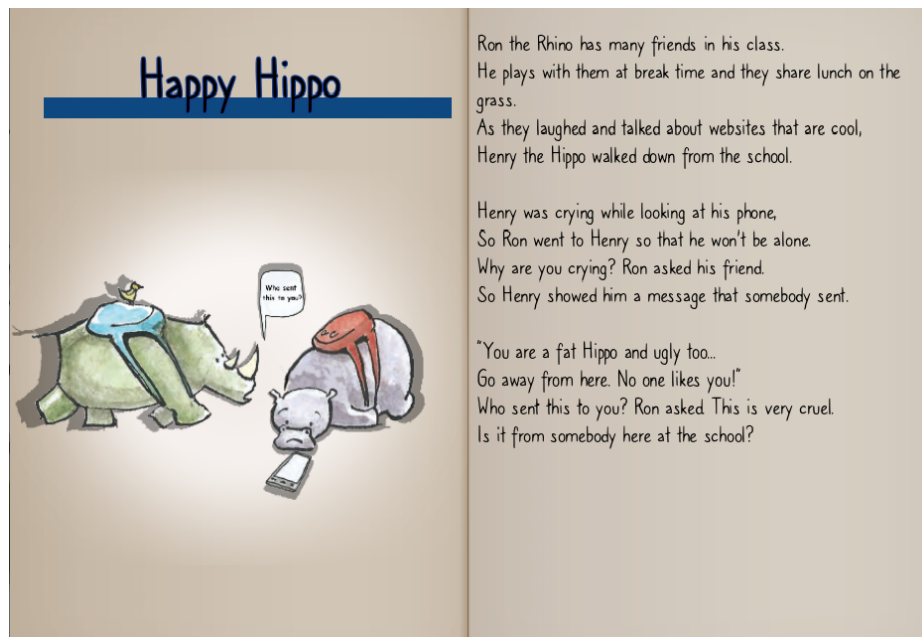 Happy Hippo
Who sent
this to you?
Ron the Rhino has many friends in his class.
He plays with them at break time and they share lunch on the
grass.
As they laughed and talked about websites that are cool,
Henry the Hippo walked down from the school.
Henry was crying while looking at his phone,
So Ron went to Henry so that he won't be alone.
Why are you crying? Ron asked his friend.
So Henry showed him a message that somebody sent.
"You are a fat Hippo and ugly too...
Go away from here. No one likes you!"
Who sent this to you? Ron asked. This is very cruel.
Is it from somebody here at the school?